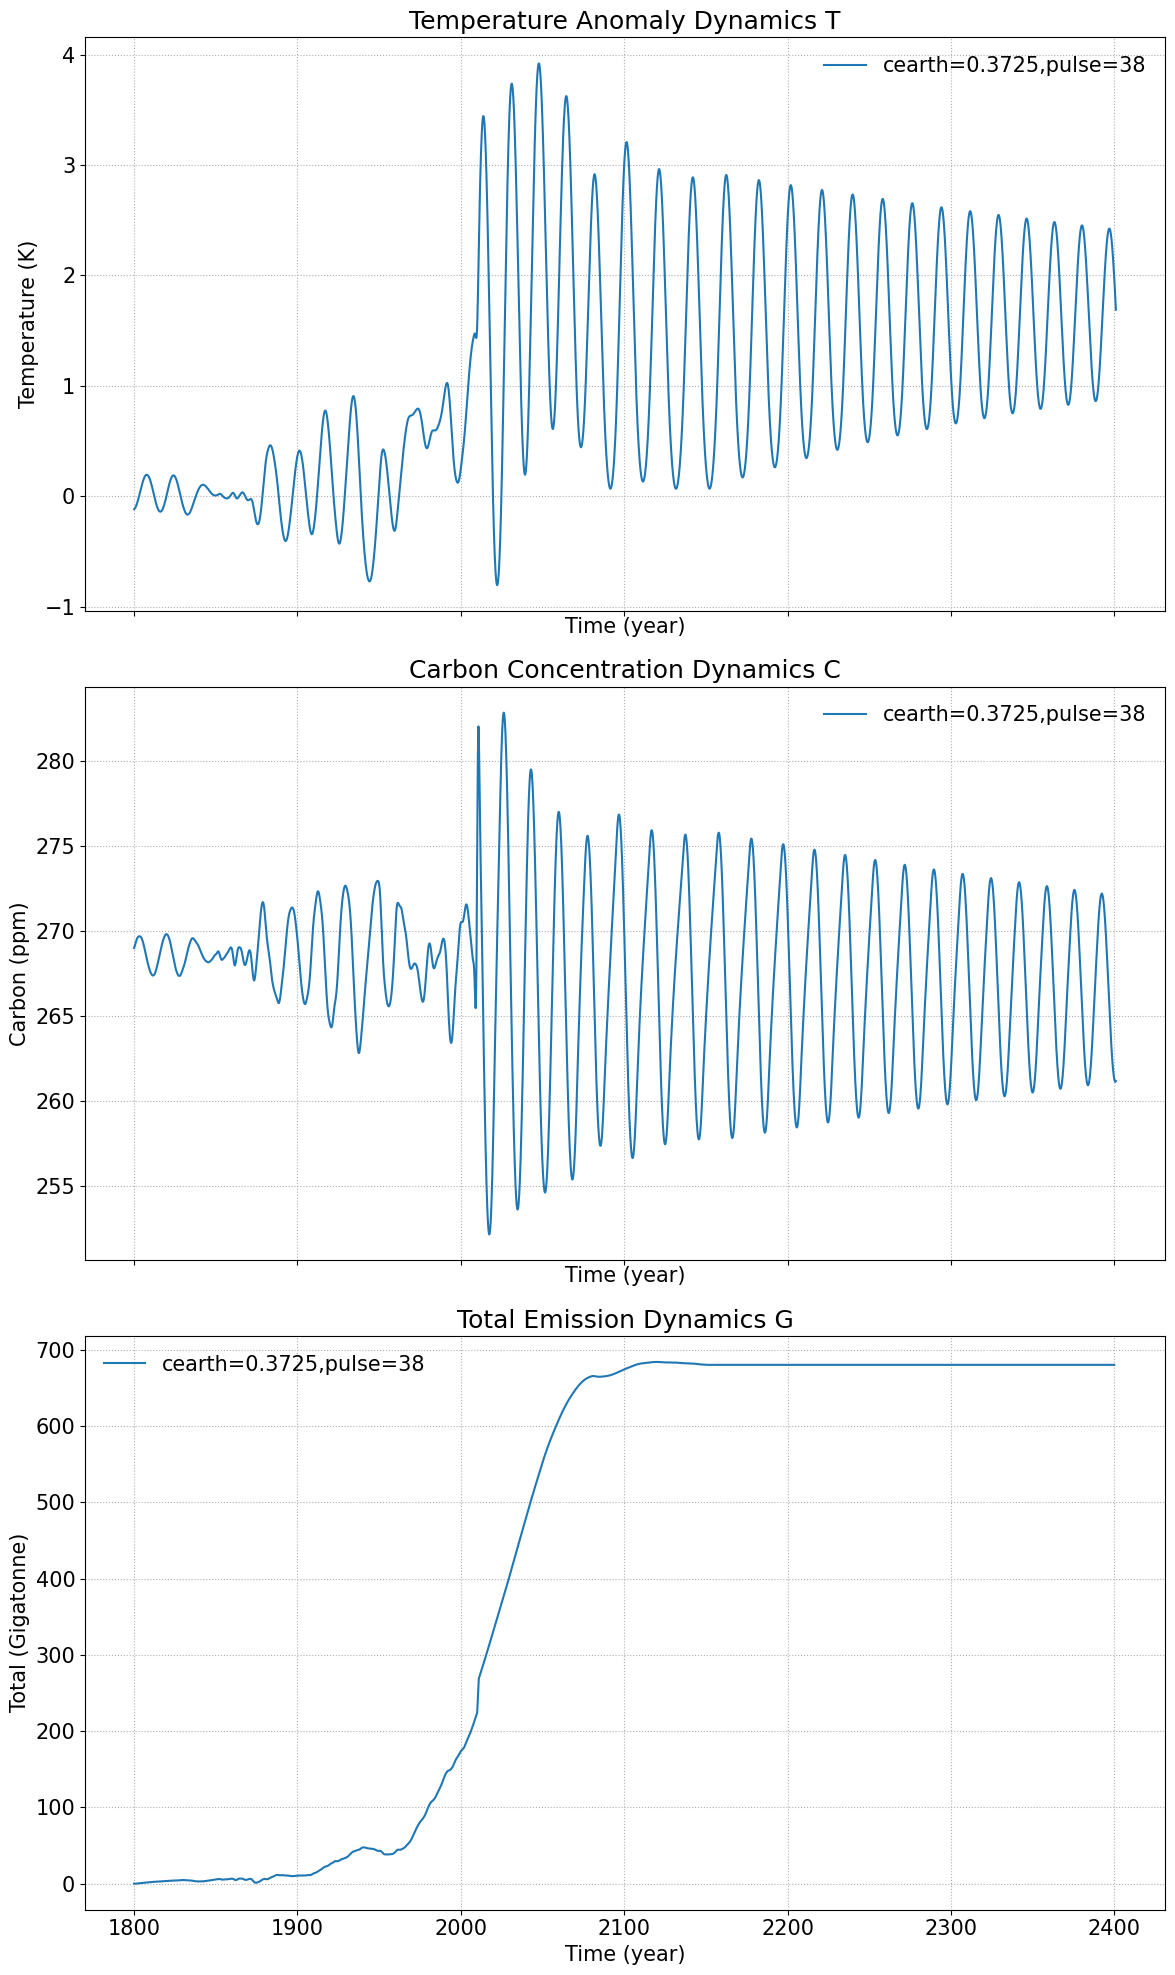 Temperature Anomaly Dynamics T
4
3
2
1
0
−1
Temperature (K)
cearth=0.3725,pulse=38
Time (year)
Carbon Concentration Dynamics C
280
275
270
265
260
255
Carbon (ppm)
cearth=0.3725,pulse=38
Time (year)
Total Emission Dynamics G
700
600
500
400
300
200
100
0
Total (Gigatonne)
cearth=0.3725,pulse=38
1800 1900 2000 2100 2200 2300 2400
Time (year)